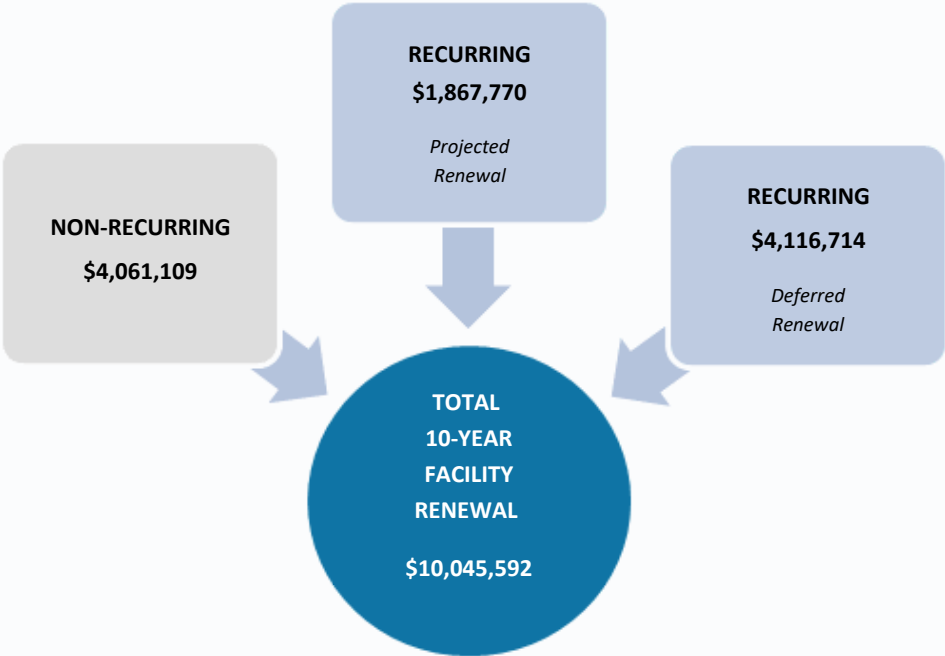 RECURRING
$1,867,770
Projected
Renewal
NON-RECURRING
$4,061,109
RECURRING
$4,116,714
Deferred
Renewal
TOTAL
10-YEAR
FACILITY
RENEWAL
$10,045,592